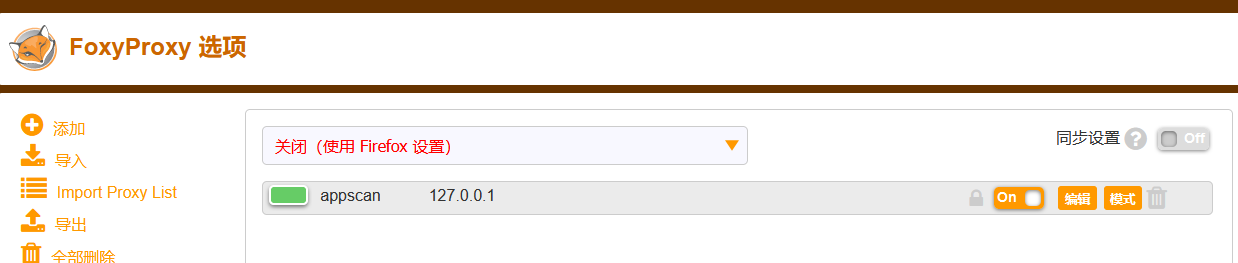 FoxyProxy 选项
添加
导入
Import Proxy List
导出
全部删除
关闭（使用 Firefox 设置）
同步设置 ? Off
appscan 127.0.0.1 On 编辑 模式